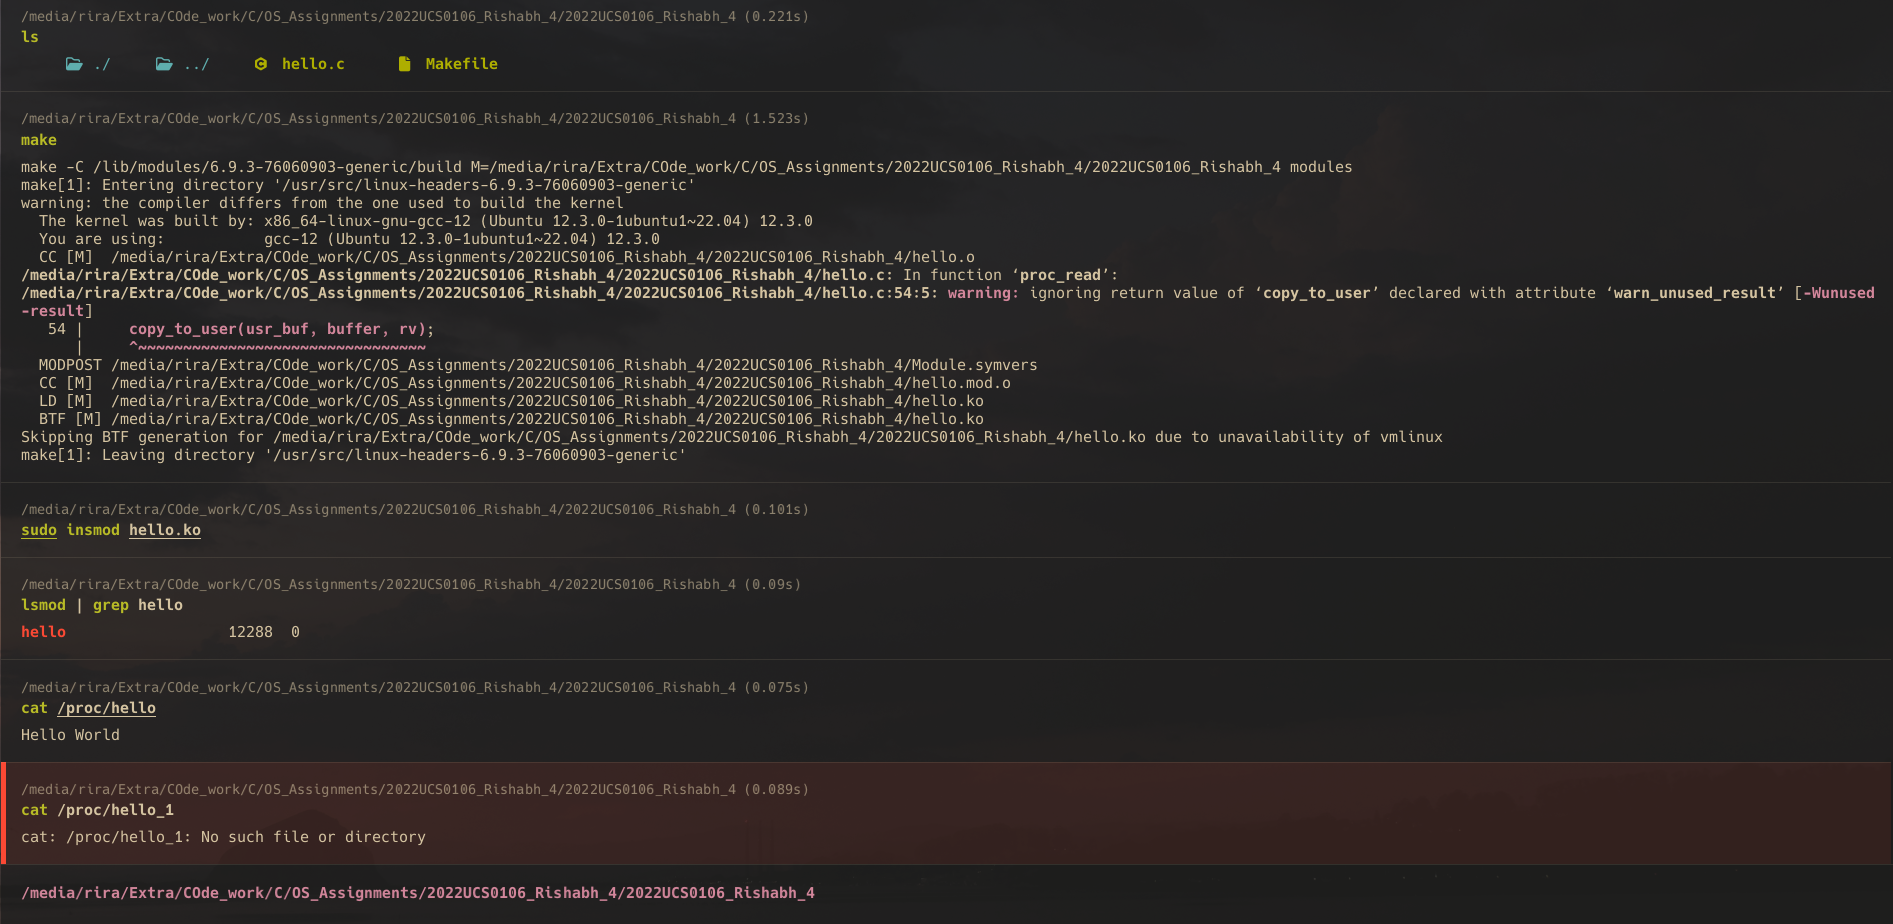 /media/rira/Extra/COde_work/C/OS_Assignments/2022UCS0106_Rishabh_4/2022UCS0106_Rishabh_4 (0.221s)
ls
./ ../ hello.c Makefile
/media/rira/Extra/COde_work/C/OS_Assignments/2022UCS0106_Rishabh_4/2022UCS0106_Rishabh_4 (1.523s)
make
make -C /lib/modules/6.9.3-76060903-generic/build M=/media/rira/Extra/COde_work/C/OS_Assignments/2022UCS0106_Rishabh_4/2022UCS0106_Rishabh_4 modules
make[1]: Entering directory '/usr/src/linux-headers-6.9.3-76060903-generic'
warning: the compiler differs from the one used to build the kernel
  The kernel was built by: x86_64-linux-gnu-gcc-12 (Ubuntu 12.3.0-1ubuntu1~22.04) 12.3.0
  You are using:           gcc-12 (Ubuntu 12.3.0-1ubuntu1~22.04) 12.3.0
  CC [M]  /media/rira/Extra/COde_work/C/OS_Assignments/2022UCS0106_Rishabh_4/2022UCS0106_Rishabh_4/hello.o
/media/rira/Extra/COde_work/C/OS_Assignments/2022UCS0106_Rishabh_4/2022UCS0106_Rishabh_4/hello.c: In function ‘proc_read’:
/media/rira/Extra/COde_work/C/OS_Assignments/2022UCS0106_Rishabh_4/2022UCS0106_Rishabh_4/hello.c:54:5: warning: ignoring return value of ‘copy_to_user’ declared with attribute ‘warn_unused_result’ [-Wunused
-result]
   54 |     copy_to_user(usr_buf, buffer, rv);
      |     ^~~~~~~~~~~~~~~~~~~~~~~~~~~~~~~~~
  MODPOST /media/rira/Extra/COde_work/C/OS_Assignments/2022UCS0106_Rishabh_4/2022UCS0106_Rishabh_4/Module.symvers
  CC [M]  /media/rira/Extra/COde_work/C/OS_Assignments/2022UCS0106_Rishabh_4/2022UCS0106_Rishabh_4/hello.mod.o
  LD [M]  /media/rira/Extra/COde_work/C/OS_Assignments/2022UCS0106_Rishabh_4/2022UCS0106_Rishabh_4/hello.ko
  BTF [M] /media/rira/Extra/COde_work/C/OS_Assignments/2022UCS0106_Rishabh_4/2022UCS0106_Rishabh_4/hello.ko
Skipping BTF generation for /media/rira/Extra/COde_work/C/OS_Assignments/2022UCS0106_Rishabh_4/2022UCS0106_Rishabh_4/hello.ko due to unavailability of vmlinux
make[1]: Leaving directory '/usr/src/linux-headers-6.9.3-76060903-generic'
/media/rira/Extra/COde_work/C/OS_Assignments/2022UCS0106_Rishabh_4/2022UCS0106_Rishabh_4 (0.101s)
sudo insmod hello.ko
/media/rira/Extra/COde_work/C/OS_Assignments/2022UCS0106_Rishabh_4/2022UCS0106_Rishabh_4 (0.09s)
lsmod | grep hello
hello                  12288  0
/media/rira/Extra/COde_work/C/OS_Assignments/2022UCS0106_Rishabh_4/2022UCS0106_Rishabh_4 (0.075s)
cat /proc/hello
Hello World
/media/rira/Extra/COde_work/C/OS_Assignments/2022UCS0106_Rishabh_4/2022UCS0106_Rishabh_4 (0.089s)
cat /proc/hello_1
cat: /proc/hello_1: No such file or directory
/media/rira/Extra/COde_work/C/OS_Assignments/2022UCS0106_Rishabh_4/2022UCS0106_Rishabh_4